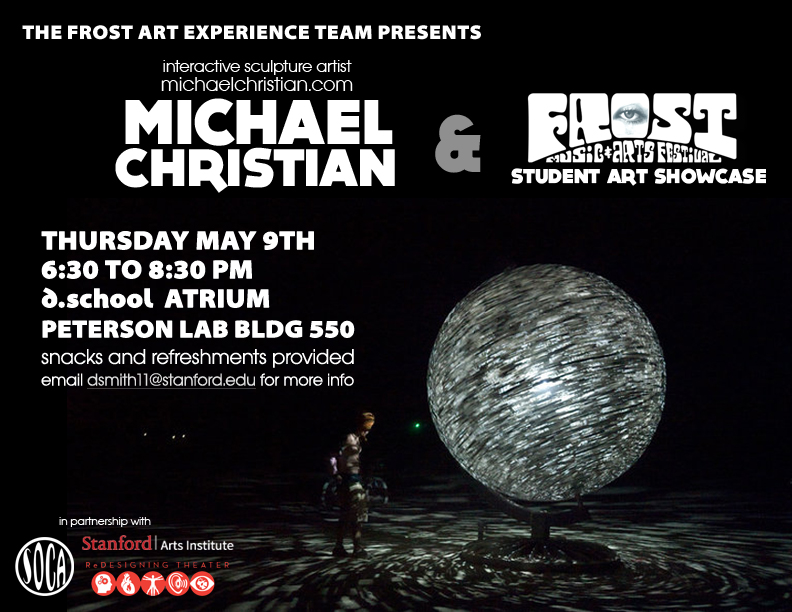 THE FROST ART EXPERIENCE TEAM PRESENTS
interactive sculpture artist
michaelchristian.com
MICHAEL
CHRISTIAN
&
FROST
MUSIC+ARTS FESTIVAL
STUDENT ART SHOWCASE
THURSDAY MAY 9TH
6:30 TO 8:30 PM
d.school ATRIUM
PETERSON LAB BLDG 550
snacks and refreshments provided
email dsmith11@stanford.edu for more info
in partnership with
SOCA
Stanford | Arts Institute
ReDESIGNING THEATER